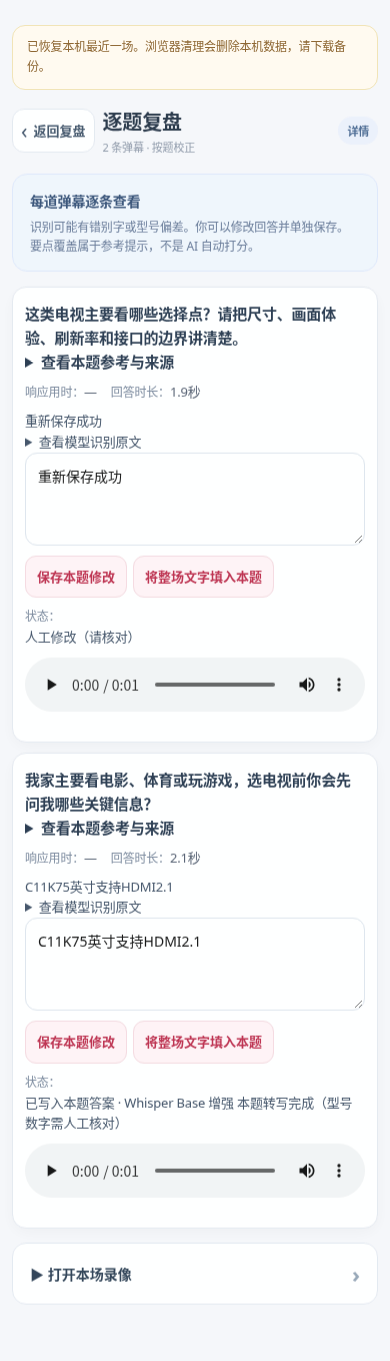 已恢复本机最近一场。浏览器清理会删除本机数据，请下载备
份。
‹ 返回复盘
逐题复盘
2 条弹幕 · 按题校正
详情
每道弹幕逐条查看
识别可能有错别字或型号偏差。你可以修改回答并单独保存。
要点覆盖属于参考提示，不是 AI 自动打分。
这类电视主要看哪些选择点？请把尺寸、画面体
验、刷新率和接口的边界讲清楚。
▶ 查看本题参考与来源
响应用时：— 回答时长：1.9秒
重新保存成功
▶ 查看模型识别原文
重新保存成功
保存本题修改 将整场文字填入本题
状态：
人工修改（请核对）
0:00 / 0:01
我家主要看电影、体育或玩游戏，选电视前你会先
问我哪些关键信息？
▶ 查看本题参考与来源
响应用时：— 回答时长：2.1秒
C11K75英寸支持HDMI2.1
▶ 查看模型识别原文
C11K75英寸支持HDMI2.1
保存本题修改 将整场文字填入本题
状态：
已写入本题答案 · Whisper Base 增强 本题转写完成（型号
数字需人工核对）
0:00 / 0:01
▶ 打开本场录像 ›